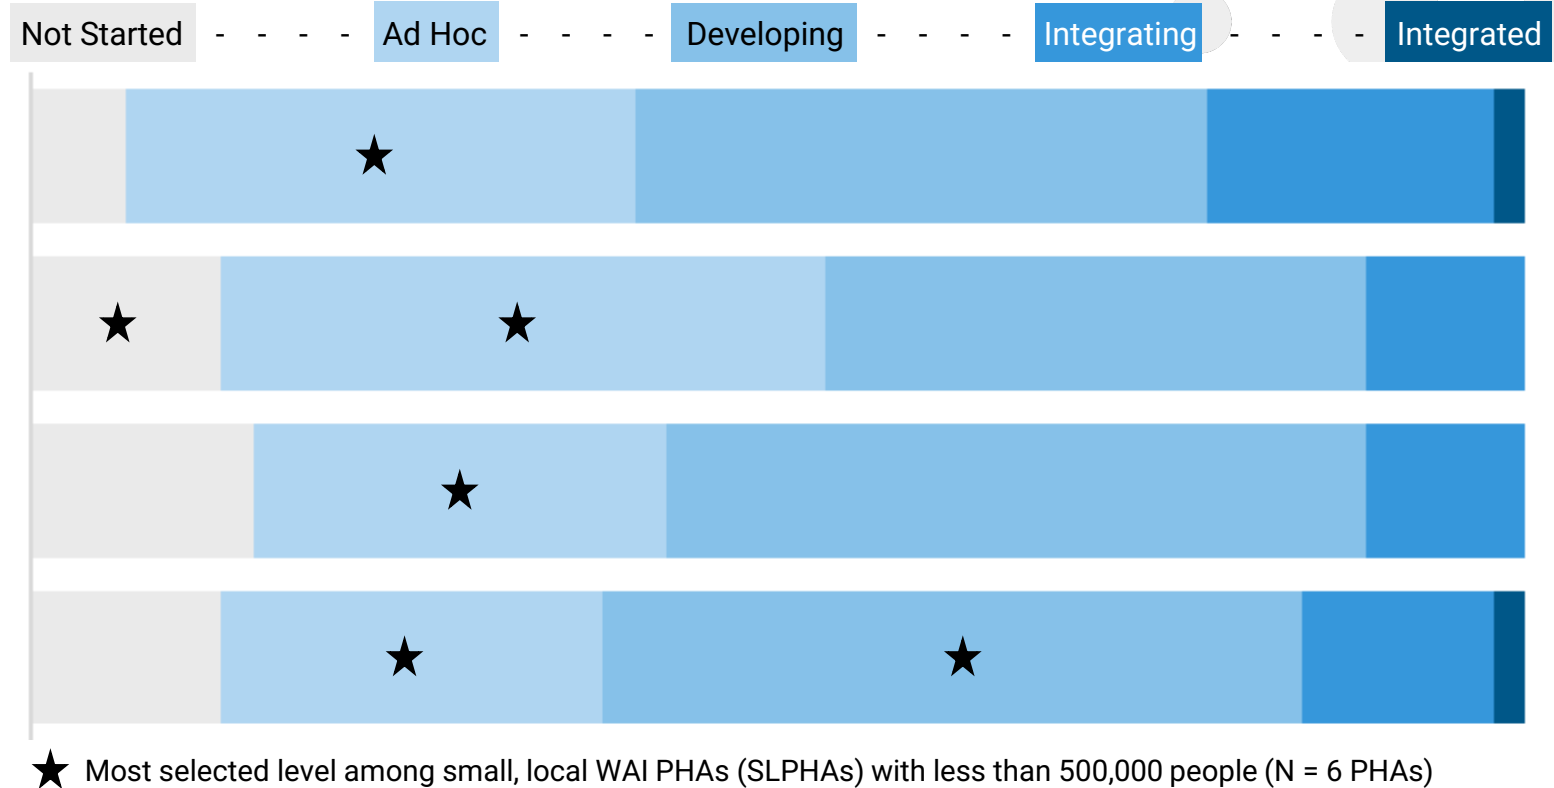 Not Started - - - - Ad Hoc - - - - Developing - - - - Integrating - - - - Integrated
★ Most selected level among small, local WAI PHAs (SLPHAs) with less than 500,000 people (N = 6 PHAs)